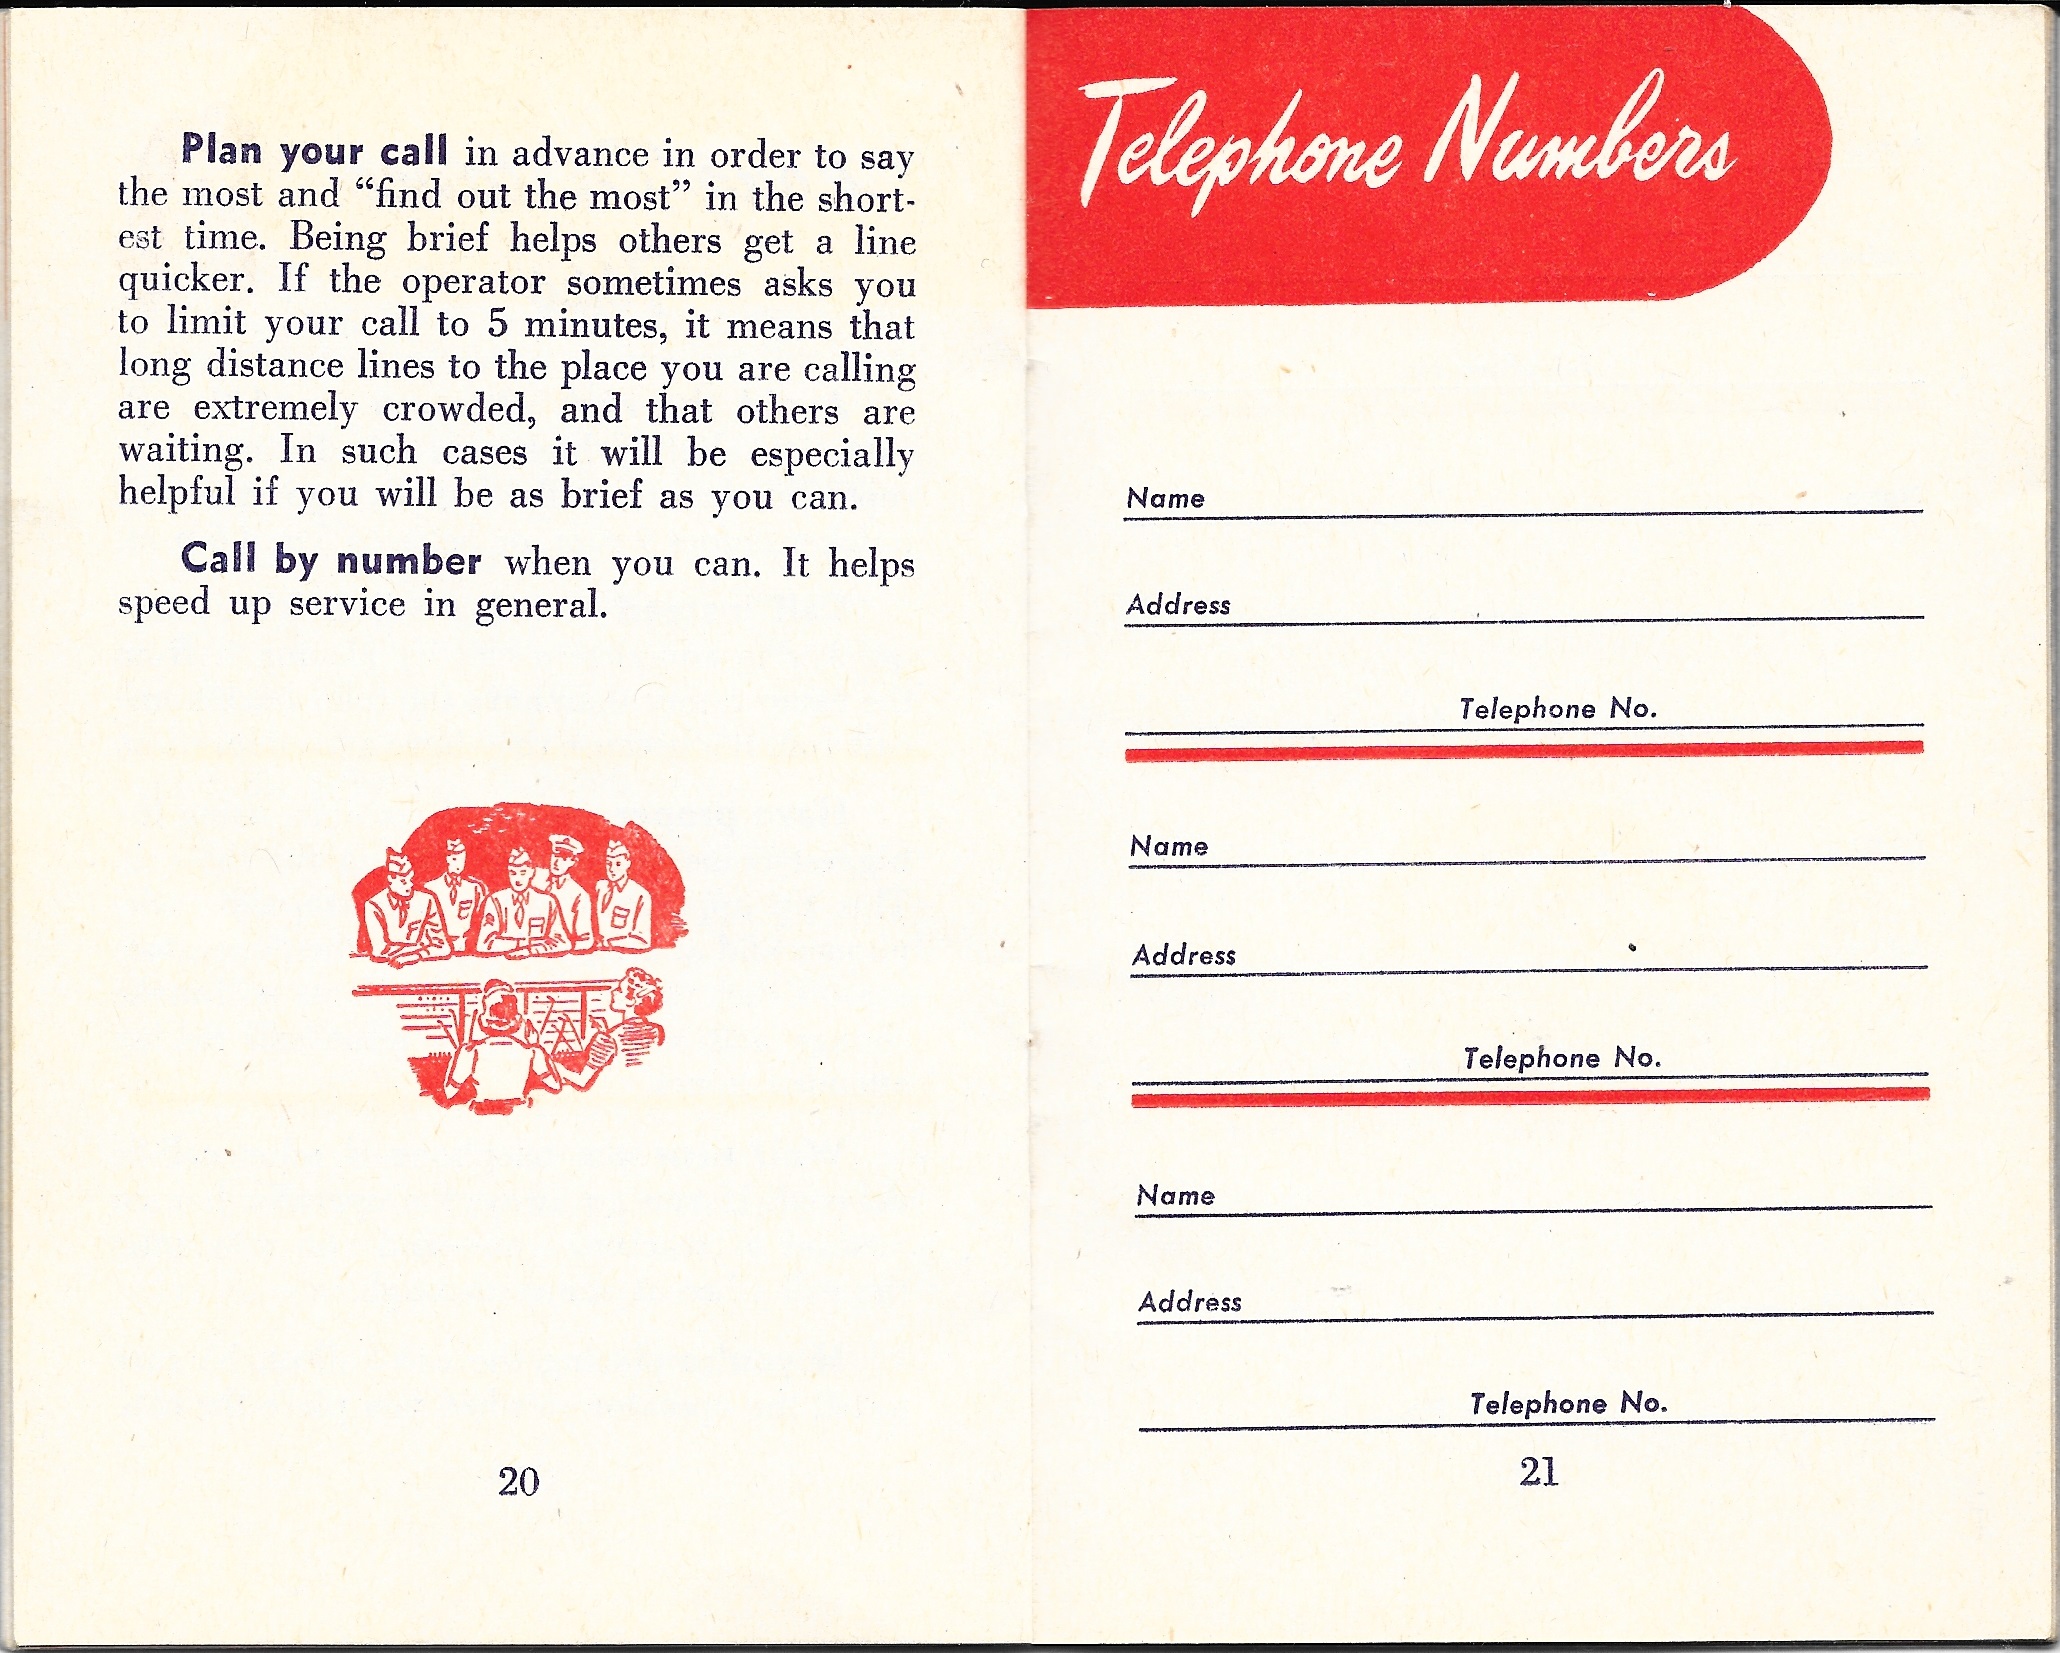 Plan your call in advance in order to say
the most and “find out the most” in the short-
est time. Being brief helps others get a line
quicker. If the operator sometimes asks you
to limit your call to 5 minutes, it means that
long distance lines to the place you are calling
are extremely crowded, and that others are
waiting. In such cases it will be especially
helpful if you will be as brief as you can.
Call by number when you can. It helps
speed up service in general.
20
Telephone Numbers
Name
Address
Telephone No.
Name
Address
Telephone No.
Name
Address
Telephone No.
21